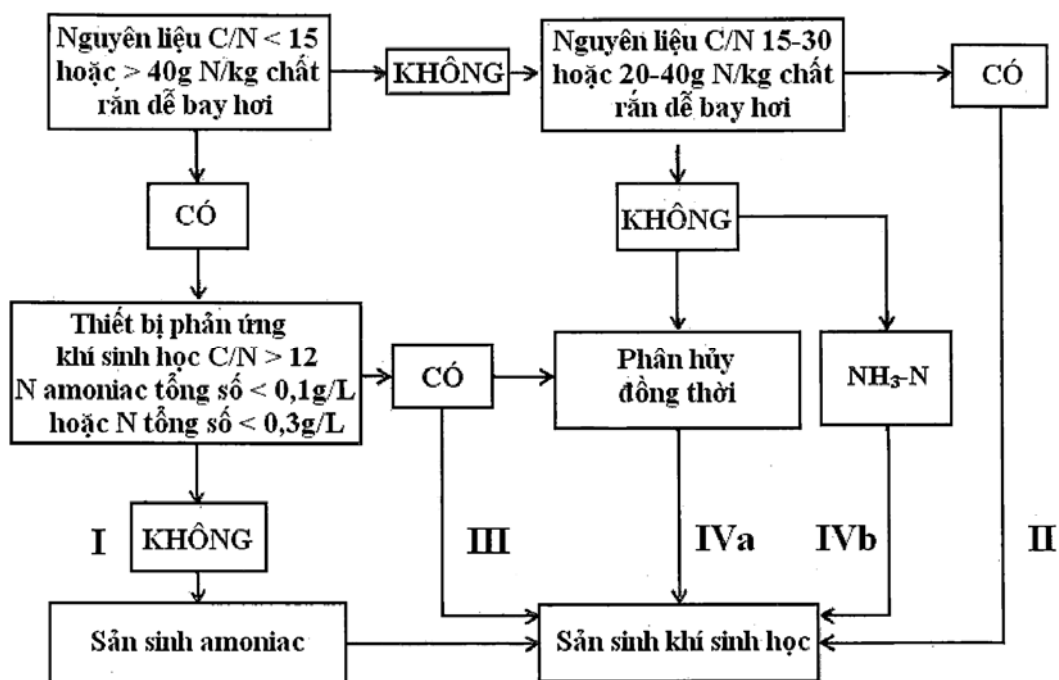 Nguyên liệu C/N < 15
hoặc > 40g N/kg chất
rắn dễ bay hơi
KHÔNG
Nguyên liệu C/N 15-30
hoặc 20-40g N/kg chất
rắn dễ bay hơi
CÓ
CÓ
KHÔNG
Thiết bị phản ứng
khí sinh học C/N > 12
N amoniac tổng số < 0,1g/L
hoặc N tổng số < 0,3g/L
CÓ
Phân hủy
đồng thời
NH₃-N
I
KHÔNG
III
IVa
IVb
II
Sản sinh amoniac
Sản sinh khí sinh học